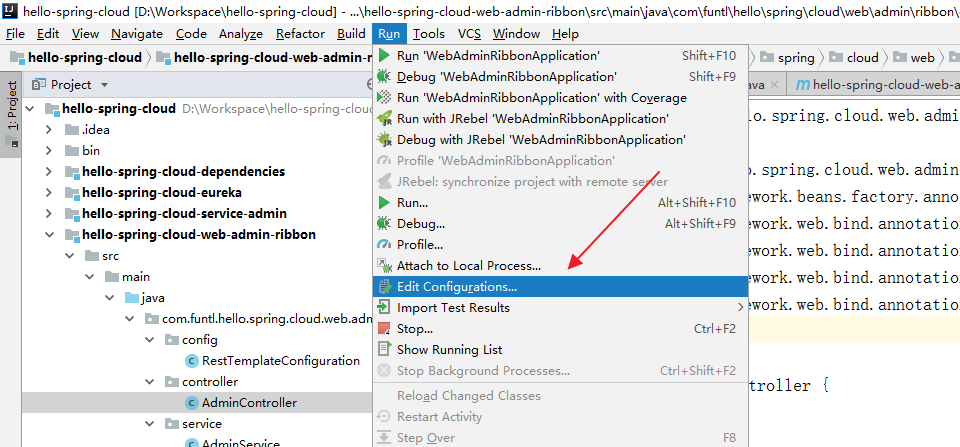 hello-spring-cloud [D:\Workspace\hello-spring-cloud] - ...\hello-spring-cloud-web-admin-ribbon\src\main\java\com\funtl\hello\spring\cloud\web\admin\ribbon\
File Edit View Navigate Code Analyze Refactor Build Run Tools VCS Window Help
hello-spring-cloud
hello-spring-cloud-web-admin-r
spring
cloud
web
1: Project
Project
java
hello-spring-cloud-web-a
hello-spring-cloud D:\Workspace\hello-spring-cloud
.idea
bin
hello-spring-cloud-dependencies
hello-spring-cloud-eureka
hello-spring-cloud-service-admin
hello-spring-cloud-web-admin-ribbon
src
main
java
com.funtl.hello.spring.cloud.web.adm
config
RestTemplateConfiguration
controller
AdminController
service
AdminService
Run 'WebAdminRibbonApplication' Shift+F10
Debug 'WebAdminRibbonApplication' Shift+F9
Run 'WebAdminRibbonApplication' with Coverage
Run with JRebel 'WebAdminRibbonApplication'
Debug with JRebel 'WebAdminRibbonApplication'
Profile 'WebAdminRibbonApplication'
JRebel: synchronize project with remote server
Run... Alt+Shift+F10
Debug... Alt+Shift+F9
Profile...
Attach to Local Process...
Edit Configurations...
Import Test Results
Stop... Ctrl+F2
Show Running List
Stop Background Processes... Ctrl+Shift+F2
Reload Changed Classes
Restart Activity
Step Over F8
lo.spring.cloud.web.admi
o.spring.cloud.web.admin
ework.beans.factory.anno
ework.web.bind.annotation
ework.web.bind.annotation
ework.web.bind.annotation
ework.web.bind.annotation
troller {